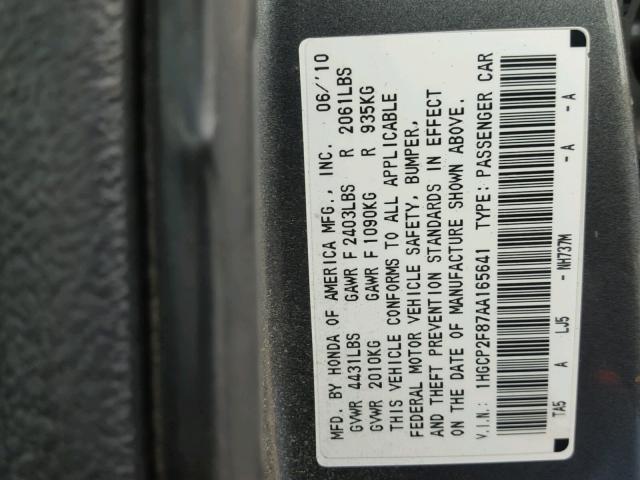 MFD. BY HONDA OF AMERICA MFG., INC. 06/'10
GVWR 4431LBS GAWR F 2403LBS R 2061LBS
GVWR 2010KG GAWR F 1090KG R 935KG
THIS VEHICLE CONFORMS TO ALL APPLICABLE
FEDERAL MOTOR VEHICLE SAFETY, BUMPER,
AND THEFT PREVENTION STANDARDS IN EFFECT
ON THE DATE OF MANUFACTURE SHOWN ABOVE.
V.I.N.: 1HGCP2F87AA165641 TYPE: PASSENGER CAR
TA5 A LJ5 - NH737M - A - A